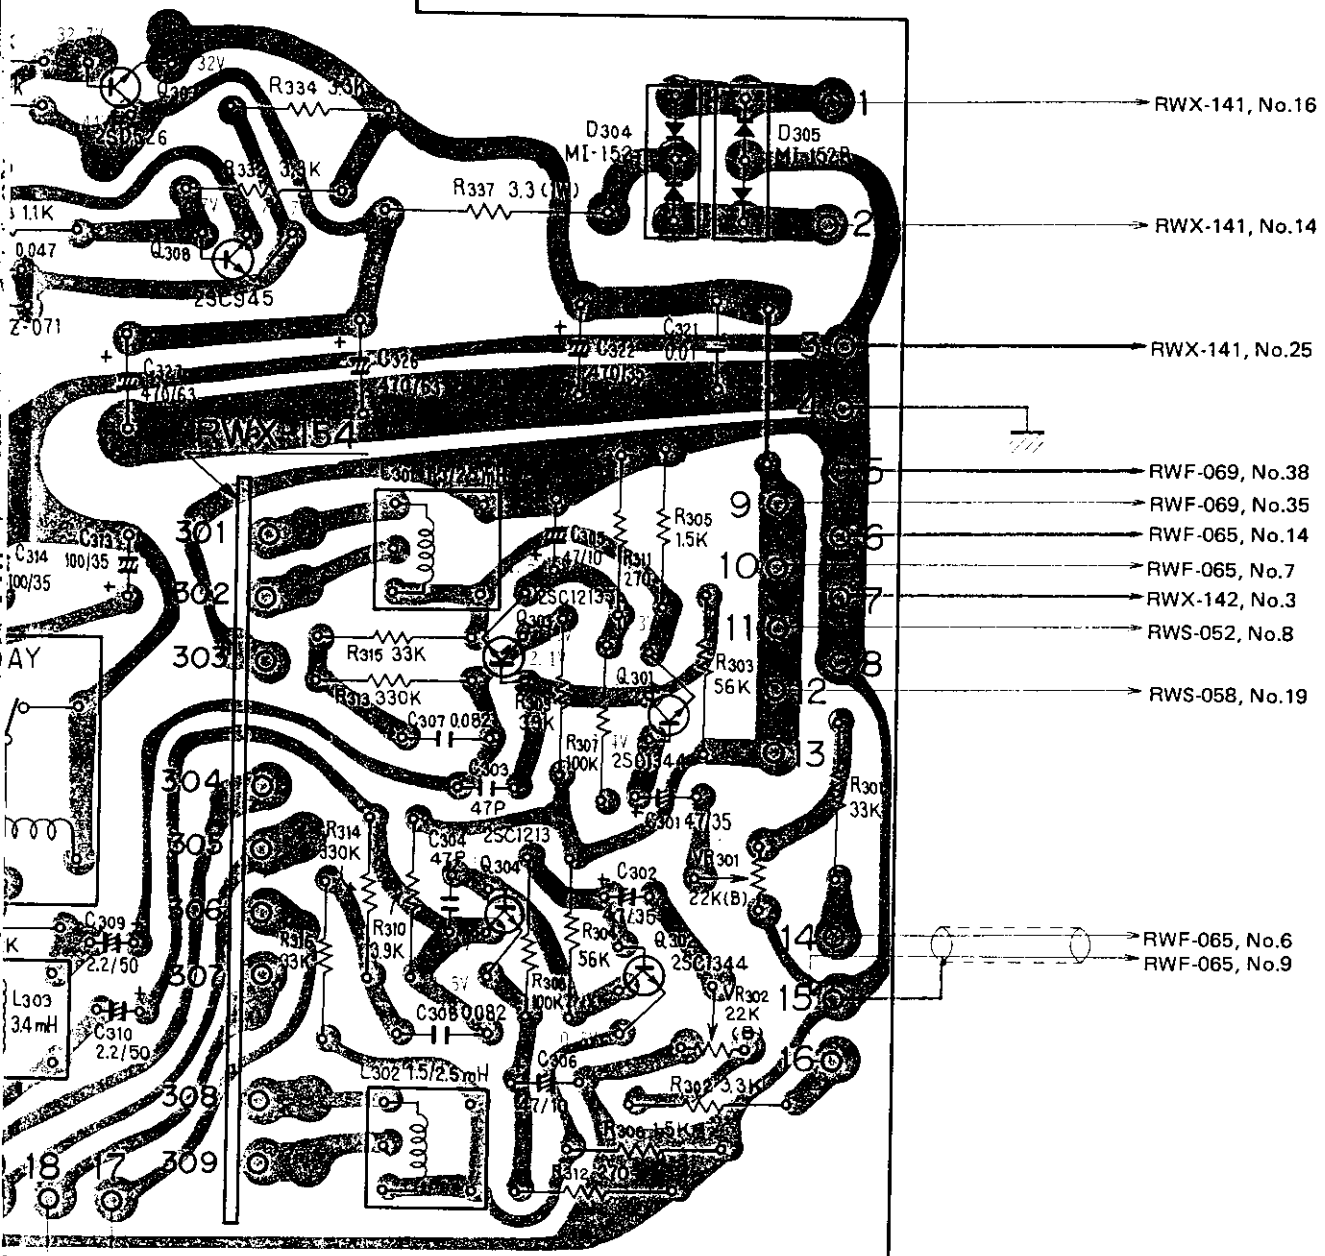 32V
R334 3.3K
1
RWX-141, No.16
D304
MI-152
D305
MI-152R
R332 3.3K
R337 3.3 (1W)
1.1K
2
RWX-141, No.14
0.047
Q308
2SC945
Z-071
C327
470/63
C326
470/63
C322
470/35
C321
0.01
3
RWX-141, No.25
4
RWX-154
5
RWF-069, No.38
9
RWF-069, No.35
301
C313
100/35
C314
100/35
C305
47/10
R311
270
R305
1.5K
6
RWF-065, No.14
10
RWF-065, No.7
302
2SC1213
7
RWX-142, No.3
11
RWS-052, No.8
AY
303
R315 33K
2.1V
Q301
R303
56K
8
R313 330K
12
RWS-058, No.19
C307 0.082
R307
100K
4V
2SC1344
13
304
C303
47P
R301
33K
305
R314
330K
C304
47P
2SC1213
Q304
C301 47/35
VR301
22K(B)
C302
47/35
306
C309
2.2/50
R310
3.9K
R304
56K
Q302
2SC1344
14
RWF-065, No.6
RWF-065, No.9
K
307
L303
3.4mH
C310
2.2/50
VR302
22K
(B)
15
C308 0.082
C306
47/10
16
L302 1.5/2.5mH
R302 3.3K
308
R306 1.5K
18
17
309
R312 270